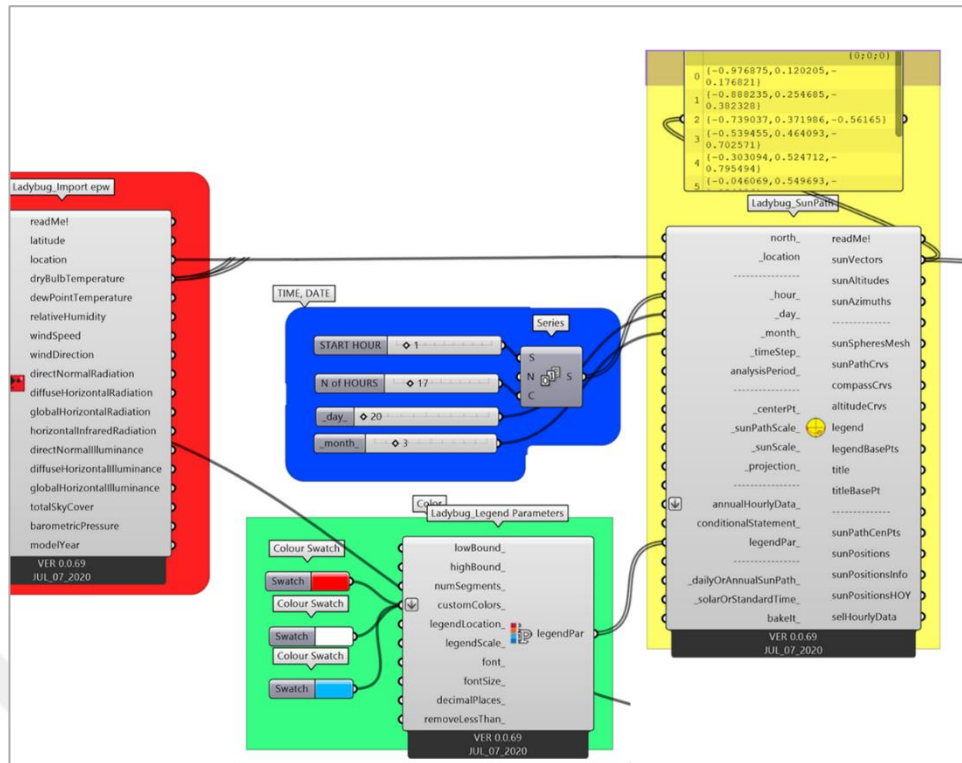 Ladybug_Import epw
readMe!
latitude
location
dryBulbTemperature
dewPointTemperature
relativeHumidity
windSpeed
windDirection
directNormalRadiation
diffuseHorizontalRadiation
globalHorizontalRadiation
horizontalInfraredRadiation
directNormalIlluminance
diffuseHorizontalIlluminance
globalHorizontalIlluminance
totalSkyCover
barometricPressure
modelYear
VER 0.0.69
JUL_07_2020
TIME, DATE
Series
START HOUR 1
N of HOURS 17
_day_ 20
_month_ 3
S
N S
C
Color
Ladybug_Legend Parameters
Colour Swatch
Swatch
Colour Swatch
Swatch
Colour Swatch
Swatch
lowBound_
highBound_
numSegments_
customColors_
legendLocation_
legendScale_
font_
fontSize_
decimalPlaces_
removeLessThan_
legendPar
VER 0.0.69
JUL_07_2020
{0;0;0}
0 {-0.976875,0.120205,-
0.176821}
1 {-0.888235,0.254685,-
0.382328}
2 {-0.739037,0.371986,-0.56165}
3 {-0.539455,0.464093,-
0.702571}
4 {-0.303094,0.524712,-
0.795494}
5 {-0.046069,0.549693,-
Ladybug_SunPath
north_
_location
---------------
_hour_
_day_
_month_
_timeStep_
analysisPeriod_
---------------
_centerPt_
_sunPathScale_
_sunScale_
_projection_
---------------
annualHourlyData_
conditionalStatement_
legendPar_
---------------
_dailyOrAnnualSunPath_
_solarOrStandardTime_
bakeIt_
readMe!
sunVectors
sunAltitudes
sunAzimuths
-------------
sunSpheresMesh
sunPathCrvs
compassCrvs
altitudeCrvs
legend
legendBasePts
title
titleBasePt
-------------
sunPathCenPts
sunPositions
sunPositionsInfo
sunPositionsHOY
selHourlyData
VER 0.0.69
JUL_07_2020